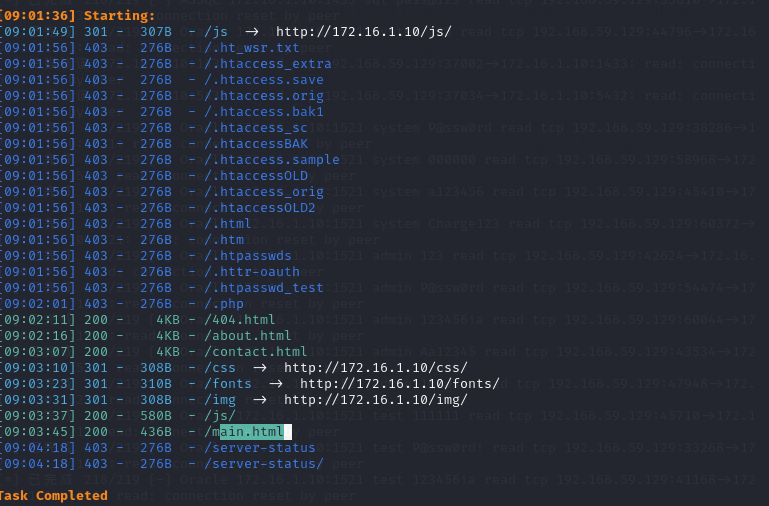 [09:01:36] Starting:
[09:01:49] 301 - 307B - /js -> http://172.16.1.10/js/
[09:01:56] 403 - 276B - /.ht_wsr.txt
[09:01:56] 403 - 276B - /.htaccess_extra
[09:01:56] 403 - 276B - /.htaccess.save
[09:01:56] 403 - 276B - /.htaccess.orig
[09:01:56] 403 - 276B - /.htaccess.bak1
[09:01:56] 403 - 276B - /.htaccess_sc
[09:01:56] 403 - 276B - /.htaccessBAK
[09:01:56] 403 - 276B - /.htaccess.sample
[09:01:56] 403 - 276B - /.htaccessOLD
[09:01:56] 403 - 276B - /.htaccess_orig
[09:01:56] 403 - 276B - /.htaccessOLD2
[09:01:56] 403 - 276B - /.html
[09:01:56] 403 - 276B - /.htm
[09:01:56] 403 - 276B - /.htpasswds
[09:01:56] 403 - 276B - /.httr-oauth
[09:01:56] 403 - 276B - /.htpasswd_test
[09:02:01] 403 - 276B - /.php
[09:02:11] 200 - 4KB - /404.html
[09:02:16] 200 - 4KB - /about.html
[09:03:07] 200 - 4KB - /contact.html
[09:03:10] 301 - 308B - /css -> http://172.16.1.10/css/
[09:03:23] 301 - 310B - /fonts -> http://172.16.1.10/fonts/
[09:03:31] 301 - 308B - /img -> http://172.16.1.10/img/
[09:03:37] 200 - 580B - /js/
[09:03:45] 200 - 436B - /main.html
[09:04:18] 403 - 276B - /server-status
[09:04:18] 403 - 276B - /server-status/
Task Completed